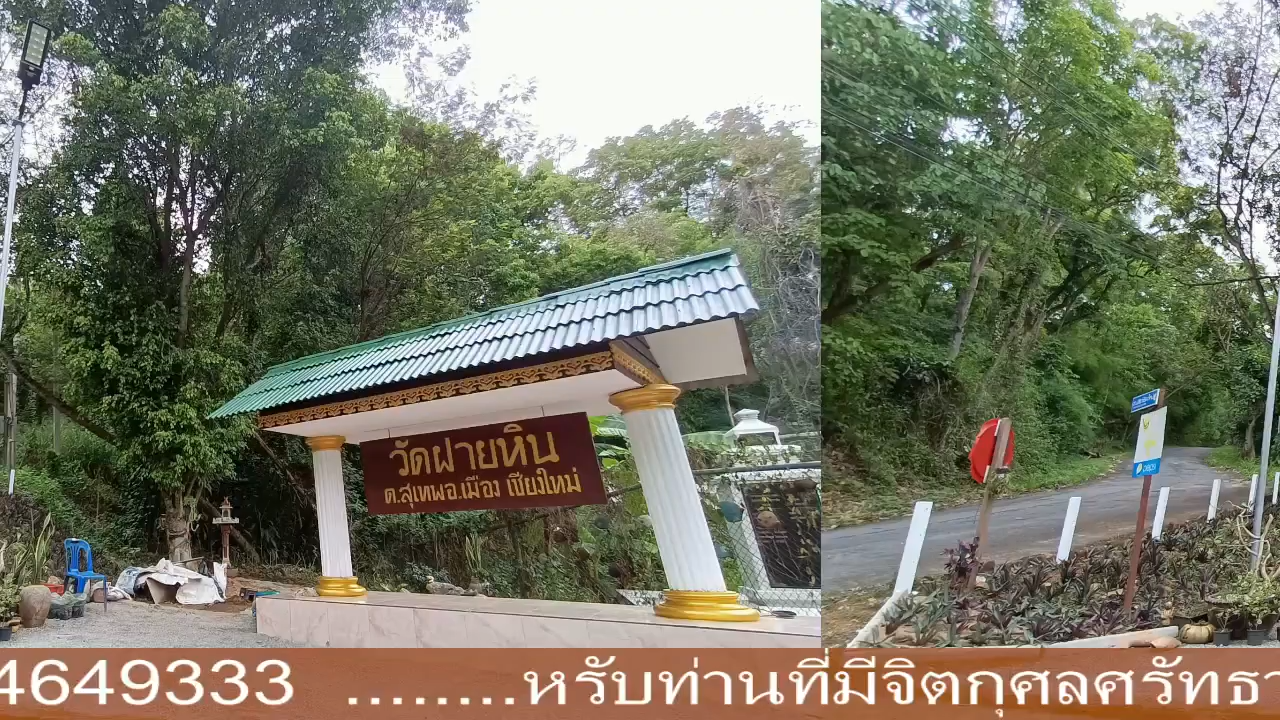 วัดฝายหิน
ต.สุเทพอ.เมือง เชียงใหม่
4649333 ........หรับท่านที่มีจิตกุศลศรัทธา